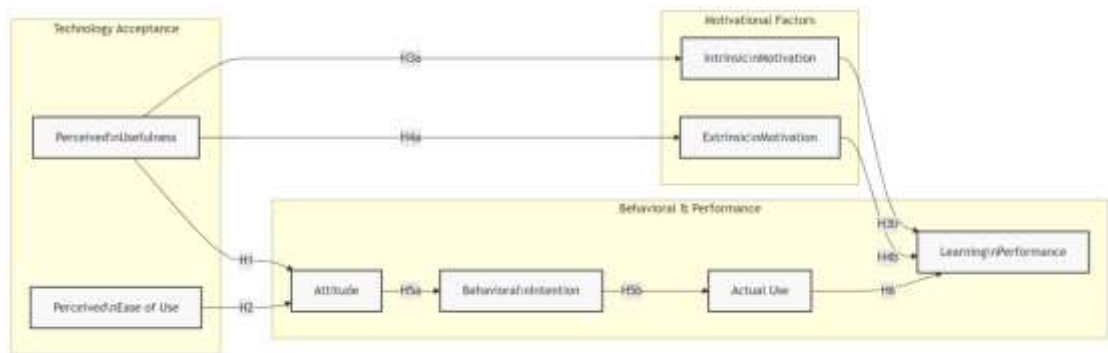 Technology Acceptance
Motivational Factors
H3a
Intrinsic\nMotivation
Perceived\nUsefulness
H4a
Extrinsic\nMotivation
Behavioral & Performance
H3b
H1
H4b
Learning\nPerformance
Perceived\nEase of Use
H2
Attitude
H5a
Behavioral\nIntention
H5b
Actual Use
H6